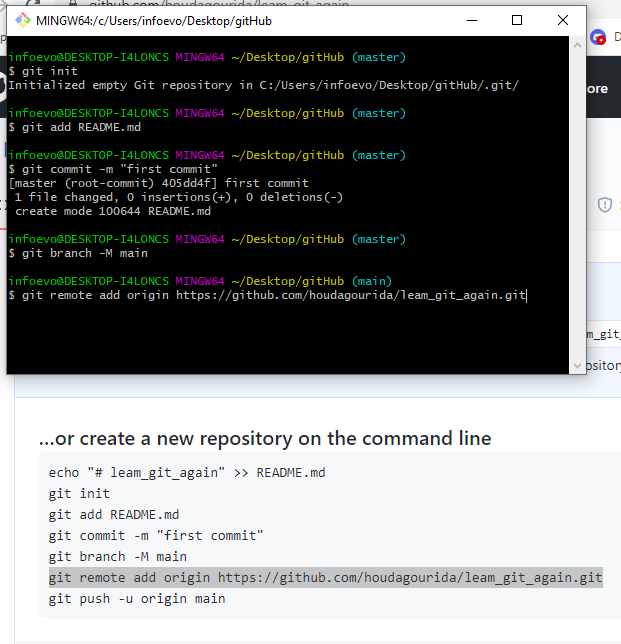 github.com/houdagourida/leam_git_again
MINGW64:/c/Users/infoevo/Desktop/gitHub
infoevo@DESKTOP-I4LONCS MINGW64 ~/Desktop/gitHub (master)
$ git init
Initialized empty Git repository in C:/Users/infoevo/Desktop/gitHub/.git/
infoevo@DESKTOP-I4LONCS MINGW64 ~/Desktop/gitHub (master)
$ git add README.md
infoevo@DESKTOP-I4LONCS MINGW64 ~/Desktop/gitHub (master)
$ git commit -m "first commit"
[master (root-commit) 405dd4f] first commit
 1 file changed, 0 insertions(+), 0 deletions(-)
 create mode 100644 README.md
infoevo@DESKTOP-I4LONCS MINGW64 ~/Desktop/gitHub (master)
$ git branch -M main
infoevo@DESKTOP-I4LONCS MINGW64 ~/Desktop/gitHub (main)
$ git remote add origin https://github.com/houdagourida/leam_git_again.git
...or create a new repository on the command line
echo "# leam_git_again" >> README.md
git init
git add README.md
git commit -m "first commit"
git branch -M main
git remote add origin https://github.com/houdagourida/leam_git_again.git
git push -u origin main